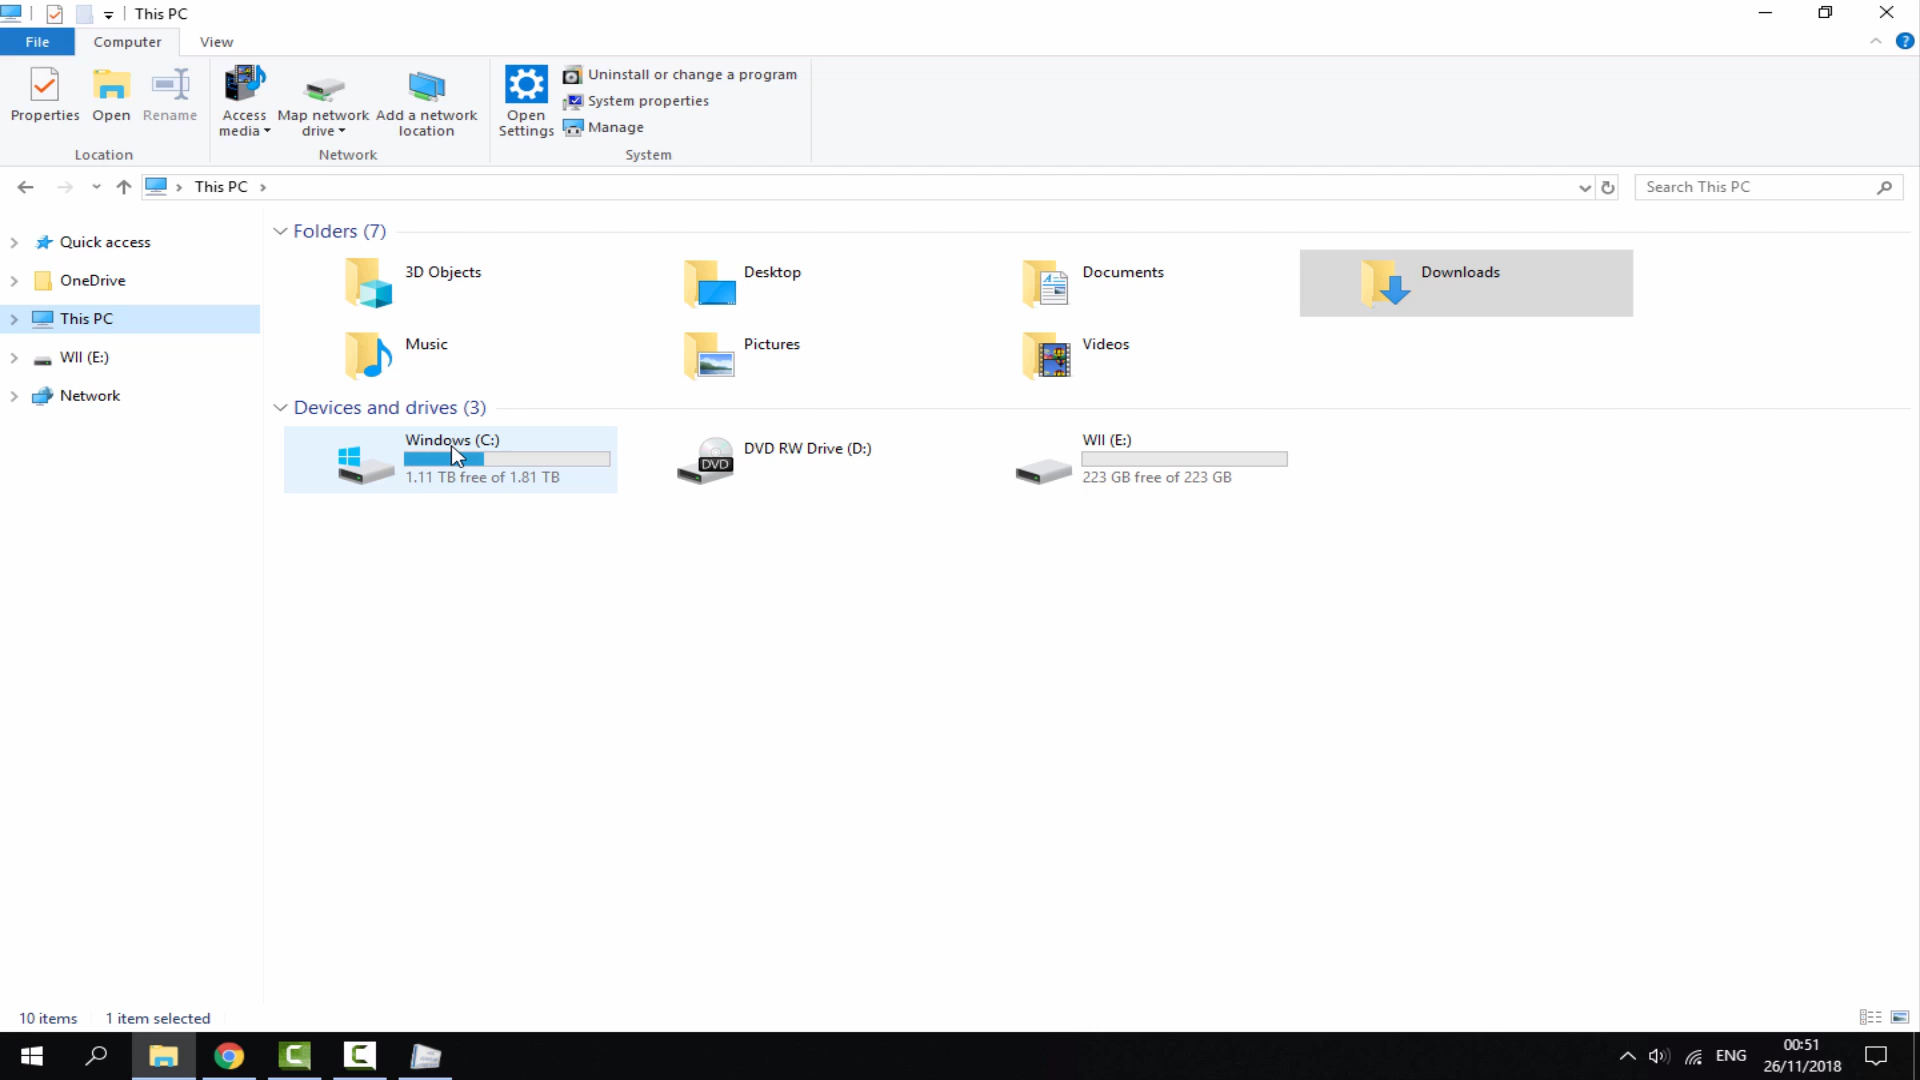 This PC
File
Computer
View
Properties
Open
Rename
Access media
Map network drive
Add a network location
Open Settings
Uninstall or change a program
System properties
Manage
Location
Network
System
This PC
Search This PC
Quick access
OneDrive
This PC
WII (E:)
Network
Folders (7)
3D Objects
Desktop
Documents
Downloads
Music
Pictures
Videos
Devices and drives (3)
Windows (C:)
1.11 TB free of 1.81 TB
DVD RW Drive (D:)
DVD
WII (E:)
223 GB free of 223 GB
10 items
1 item selected
ENG
00:51
26/11/2018